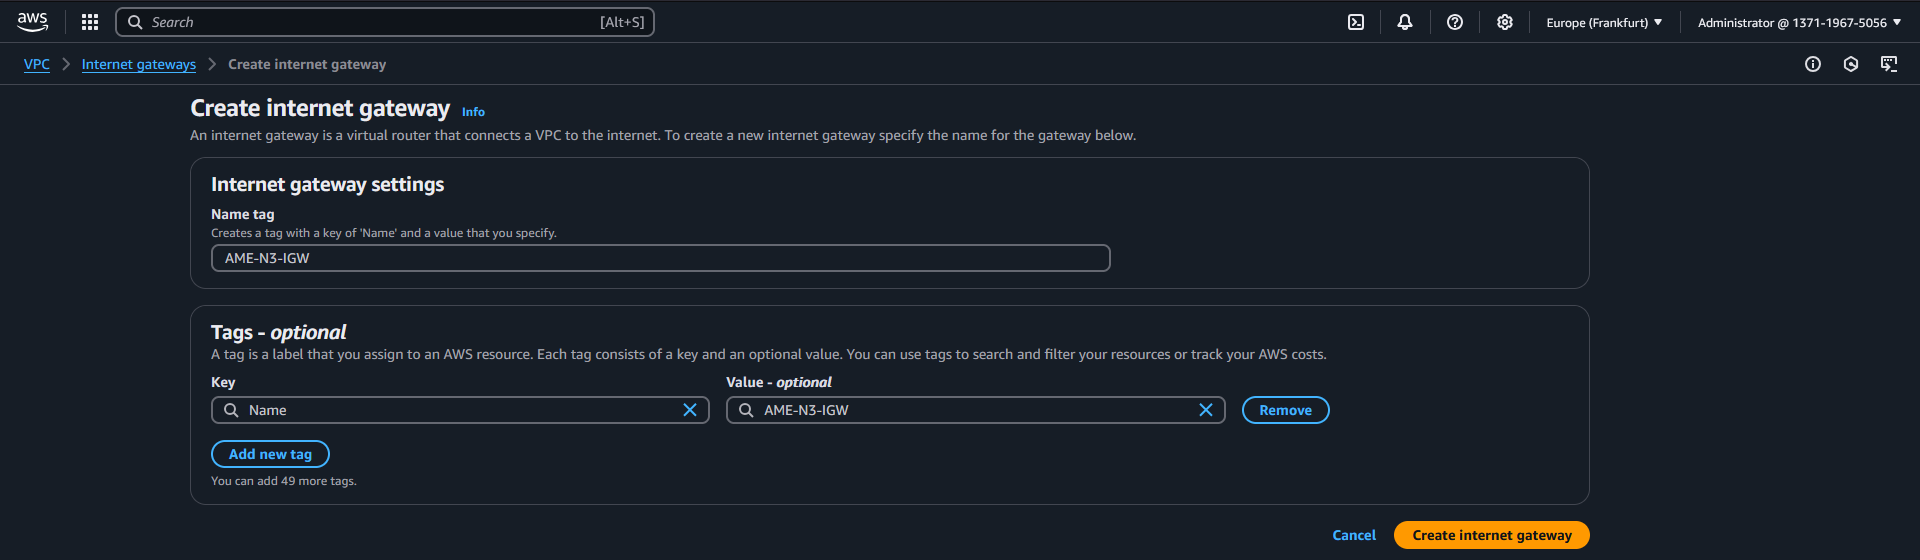 aws
Search [Alt+S]
Europe (Frankfurt)
Administrator @ 1371-1967-5056
VPC
Internet gateways
Create internet gateway
Create internet gateway Info
An internet gateway is a virtual router that connects a VPC to the internet. To create a new internet gateway specify the name for the gateway below.
Internet gateway settings
Name tag
Creates a tag with a key of 'Name' and a value that you specify.
AME-N3-IGW
Tags - optional
A tag is a label that you assign to an AWS resource. Each tag consists of a key and an optional value. You can use tags to search and filter your resources or track your AWS costs.
Key
Value - optional
Name
AME-N3-IGW
Remove
Add new tag
You can add 49 more tags.
Cancel
Create internet gateway